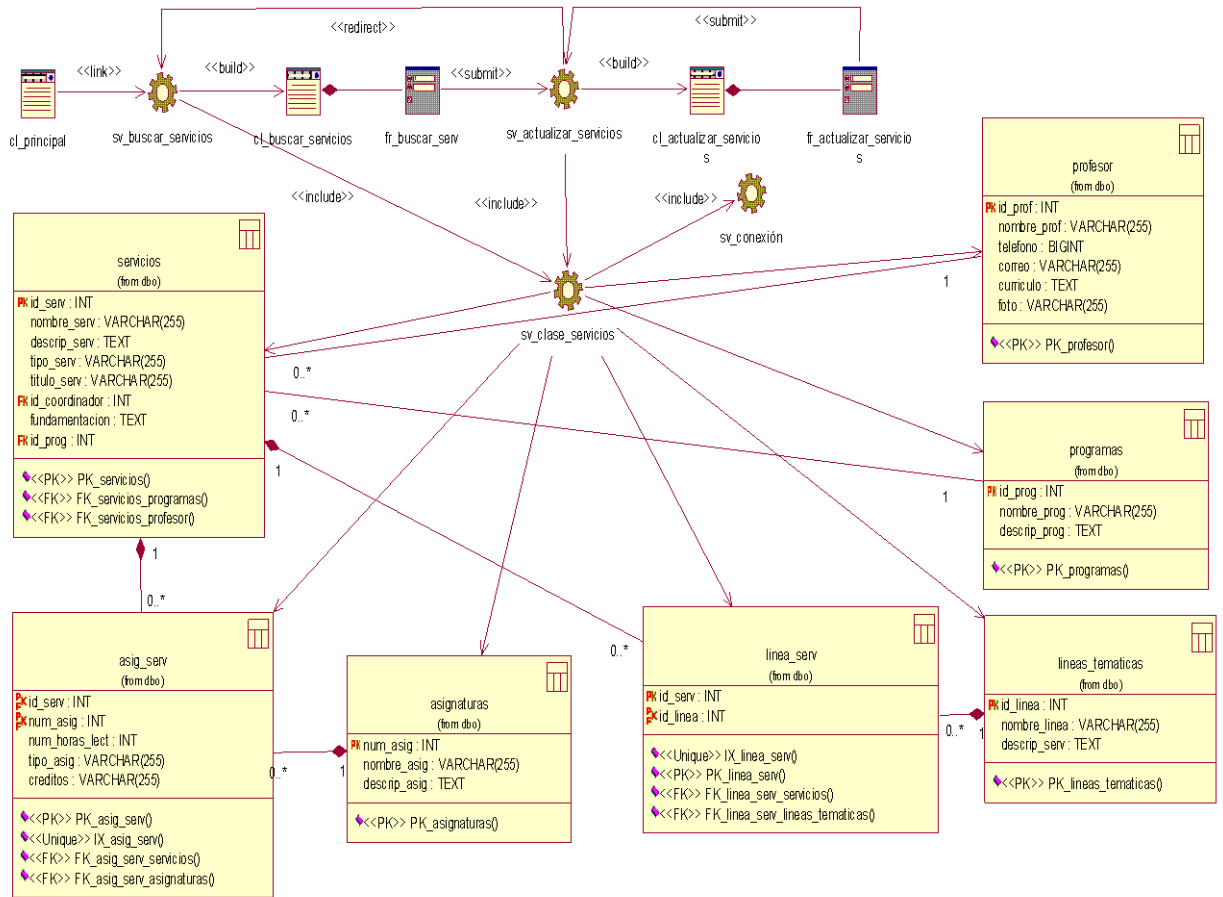 <<redirect>>
<<submit>>
<<link>>
<<build>>
<<submit>>
<<build>>
cl_principal
sv_buscar_servicios
cl_buscar_servicios
fr_buscar_serv
sv_actualizar_servicios
cl_actualizar_servicio
s
fr_actualizar_servicio
s
<<include>>
<<include>>
<<include>>
sv_conexión
sv_clase_servicios
servicios
(from dbo)
PK id_serv : INT
nombre_serv : VARCHAR(255)
descrip_serv : TEXT
tipo_serv : VARCHAR(255)
titulo_serv : VARCHAR(255)
FK id_coordinador : INT
fundamentacion : TEXT
FK id_prog : INT
<<PK>> PK_servicios()
<<FK>> FK_servicios_programas()
<<FK>> FK_servicios_profesor()
profesor
(from dbo)
PK id_prof : INT
nombre_prof : VARCHAR(255)
telefono : BIGINT
correo : VARCHAR(255)
curriculo : TEXT
foto : VARCHAR(255)
<<PK>> PK_profesor()
1
0..*
0..*
1
1
0..*
1
0..*
programas
(from dbo)
PK id_prog : INT
nombre_prog : VARCHAR(255)
descrip_prog : TEXT
<<PK>> PK_programas()
asig_serv
(from dbo)
PF K id_serv : INT
PF K num_asig : INT
num_horas_lect : INT
tipo_asig : VARCHAR(255)
creditos : VARCHAR(255)
<<PK>> PK_asig_serv()
<<Unique>> IX_asig_serv()
<<FK>> FK_asig_serv_servicios()
<<FK>> FK_asig_serv_asignaturas()
0..*
1
asignaturas
(from dbo)
PK num_asig : INT
nombre_asig : VARCHAR(255)
descrip_asig : TEXT
<<PK>> PK_asignaturas()
linea_serv
(from dbo)
PF K id_serv : INT
PF K id_linea : INT
<<Unique>> IX_linea_serv()
<<PK>> PK_linea_serv()
<<FK>> FK_linea_serv_servicios()
<<FK>> FK_linea_serv_lineas_tematicas()
0..*
1
lineas_tematicas
(from dbo)
PK id_linea : INT
nombre_linea : VARCHAR(255)
descrip_serv : TEXT
<<PK>> PK_lineas_tematicas()